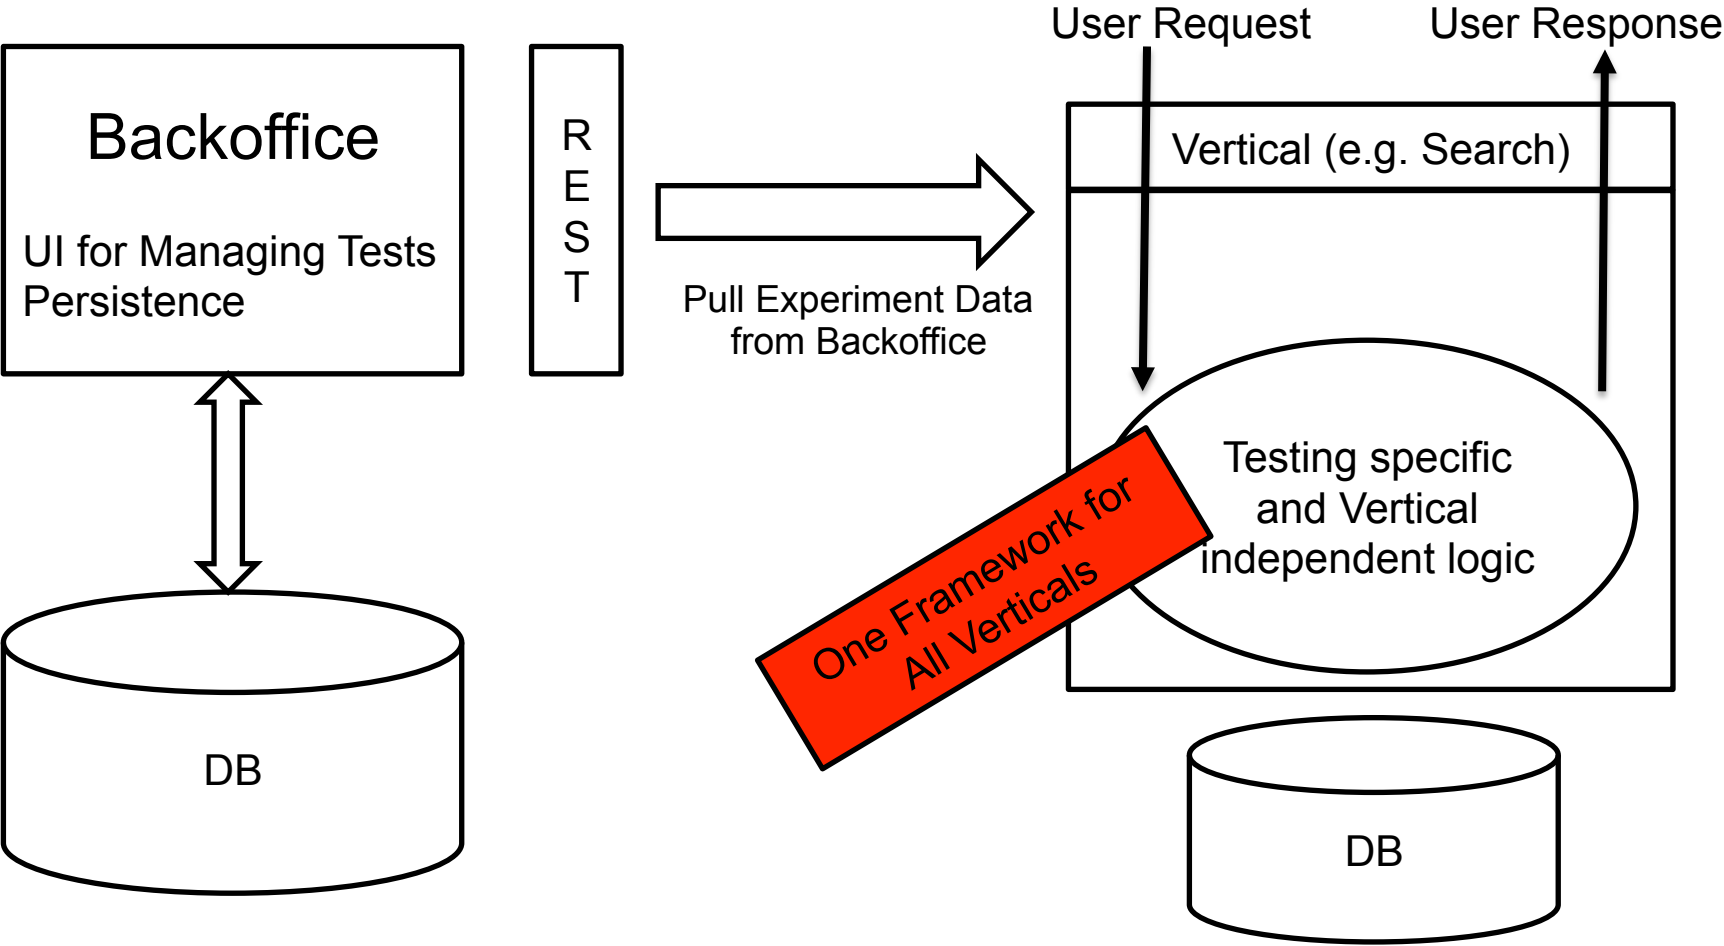 Backoffice
UI for Managing Tests
Persistence
DB
R
E
S
T
Pull Experiment Data
from Backoffice
User Request
User Response
Vertical (e.g. Search)
Testing specific
and Vertical
independent logic
One Framework for
All Verticals
DB